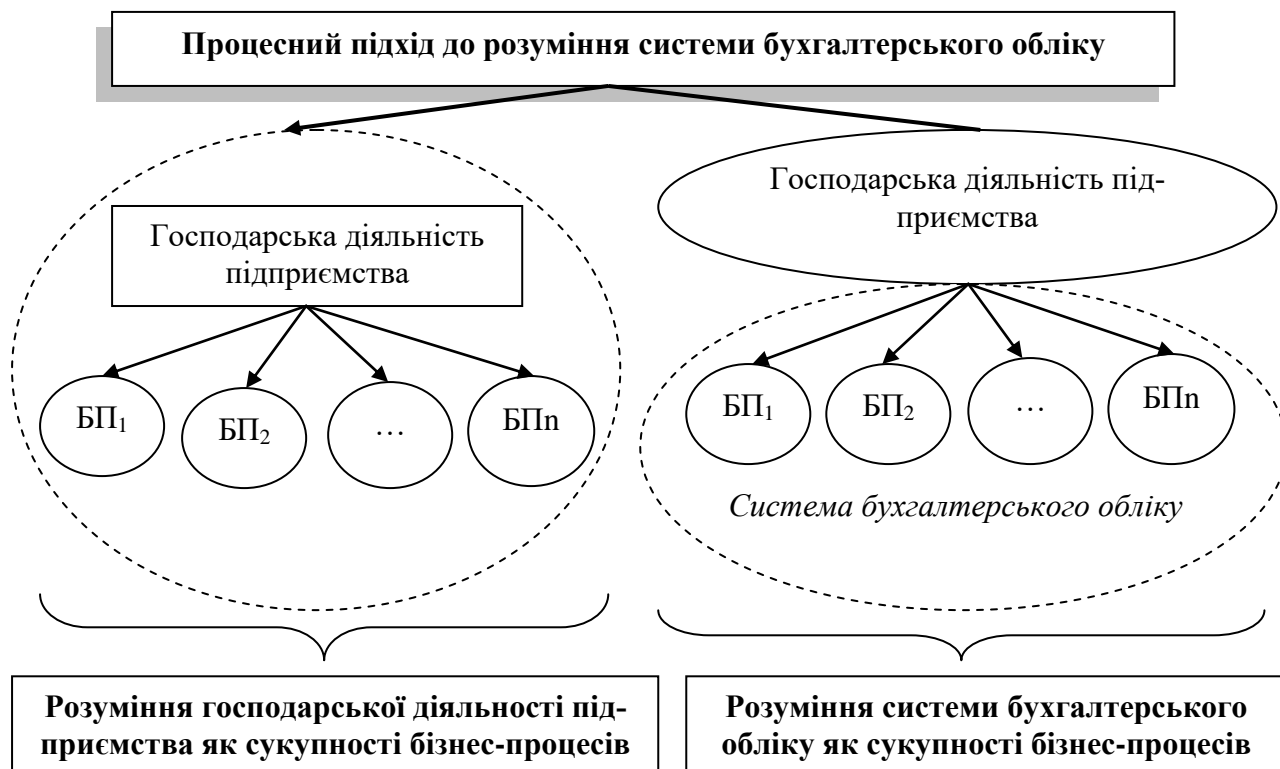 Процесний підхід до розуміння системи бухгалтерського обліку
Господарська діяльність
підприємства
БП₁
БП₂
…
БПn
Господарська діяльність під-
приємства
БП₁
БП₂
…
БПn
Система бухгалтерського обліку
Розуміння господарської діяльності під-
приємства як сукупності бізнес-процесів
Розуміння системи бухгалтерського
обліку як сукупності бізнес-процесів